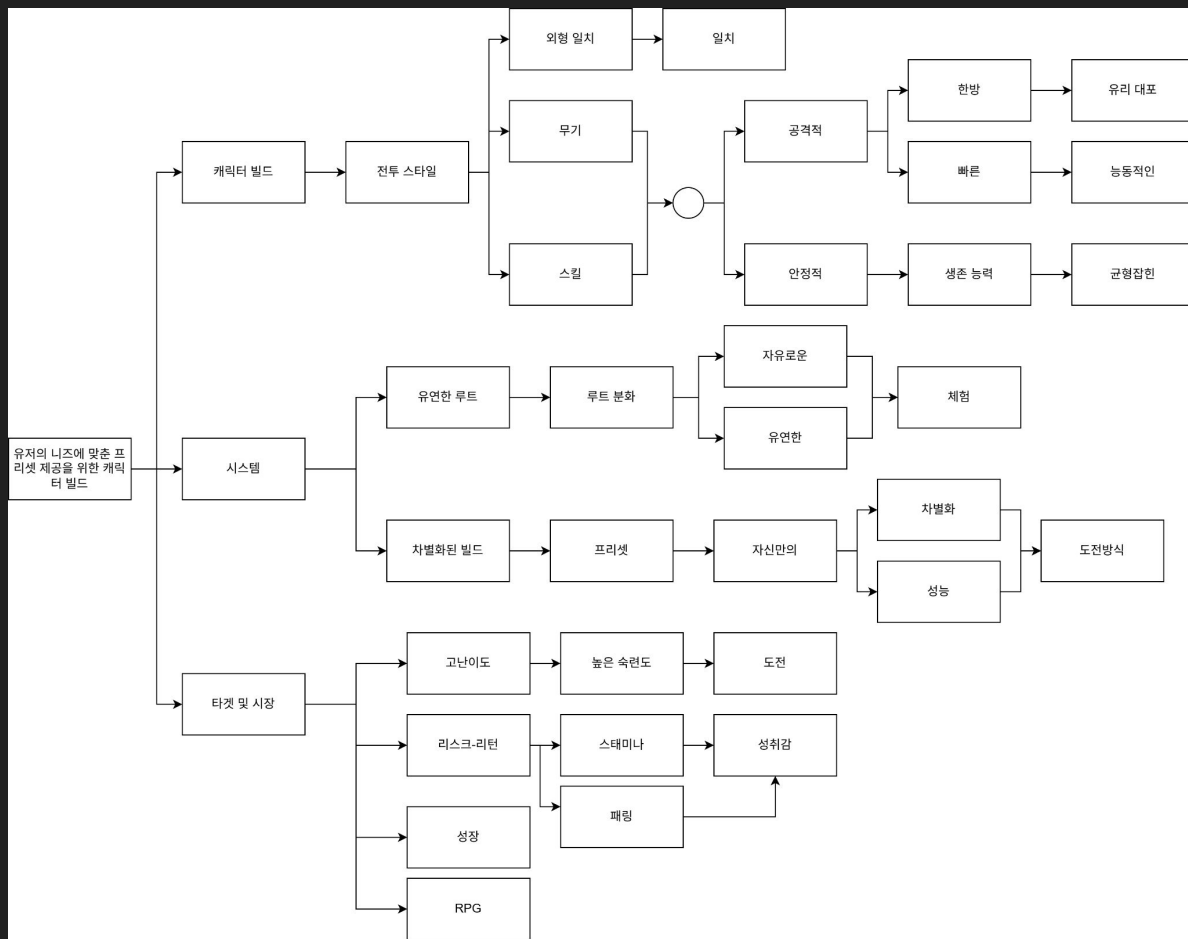 외형 일치
일치
한방
유리 대포
무기
공격적
캐릭터 빌드
전투 스타일
빠른
능동적인
스킬
안정적
생존 능력
균형잡힌
자유로운
유연한 루트
루트 분화
체험
유연한
유저의 니즈에 맞춘 프
리셋 제공을 위한 캐릭
터 빌드
시스템
차별화
차별화된 빌드
프리셋
자신만의
도전방식
성능
고난이도
높은 숙련도
도전
타겟 및 시장
리스크-리턴
스태미나
성취감
패링
성장
RPG